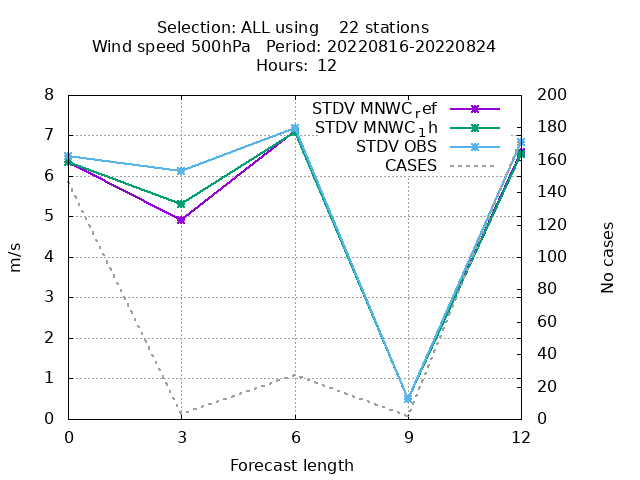 Selection: ALL using    22 stations
Wind speed 500hPa   Period: 20220816-20220824
Hours: 12
STDV MNWC_ref
STDV MNWC_1h
STDV OBS
CASES
8
7
6
5
4
3
2
1
0
200
180
160
140
120
100
80
60
40
20
0
m/s
No cases
0 3 6 9 12
Forecast length